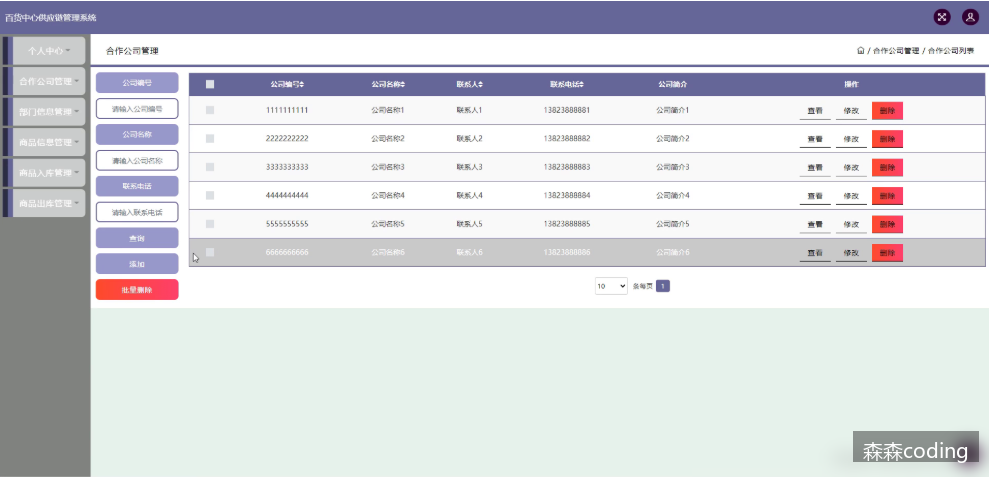 百货中心供应链管理系统
个人中心
合作公司管理
部门信息管理
商品信息管理
商品入库管理
商品出库管理
合作公司管理
/ 合作公司管理 / 合作公司列表
公司编号
请输入公司编号
公司名称
请输入公司名称
联系电话
请输入联系电话
查询
添加
批量删除
公司编号 公司名称 联系人 联系电话 公司简介 操作
1111111111 公司名称1 联系人1 13823888881 公司简介1 查看 修改 删除
2222222222 公司名称2 联系人2 13823888882 公司简介2 查看 修改 删除
3333333333 公司名称3 联系人3 13823888883 公司简介3 查看 修改 删除
4444444444 公司名称4 联系人4 13823888884 公司简介4 查看 修改 删除
5555555555 公司名称5 联系人5 13823888885 公司简介5 查看 修改 删除
6666666666 公司名称6 联系人6 13823888886 公司简介6 查看 修改 删除
10 条每页 1
森森coding